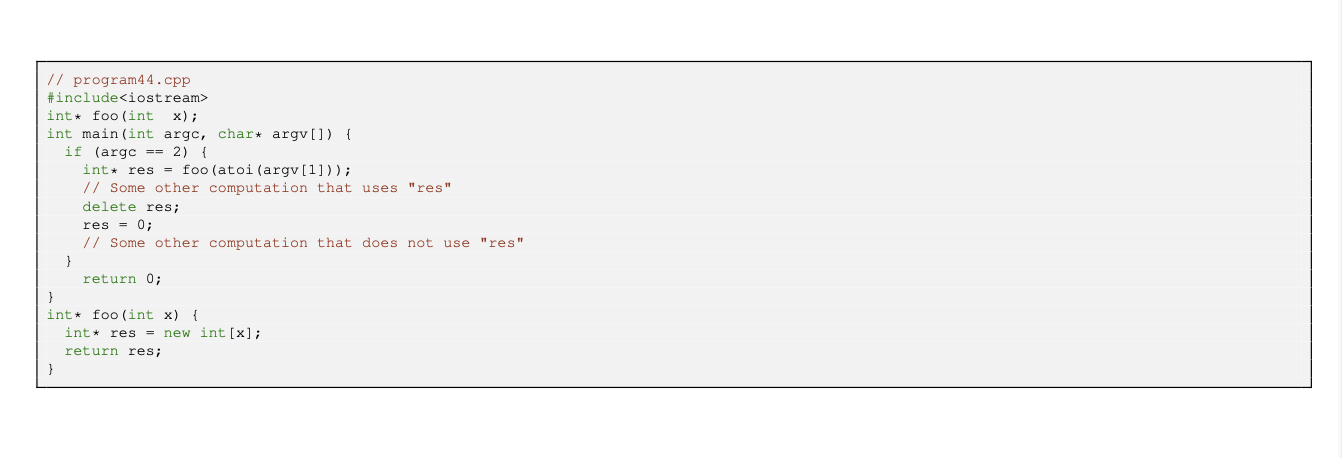 // program44.cpp
#include<iostream>
int* foo(int  x);
int main(int argc, char* argv[]) {
  if (argc == 2) {
    int* res = foo(atoi(argv[1]));
    // Some other computation that uses "res"
    delete res;
    res = 0;
    // Some other computation that does not use "res"
  }
    return 0;
}
int* foo(int x) {
  int* res = new int[x];
  return res;
}